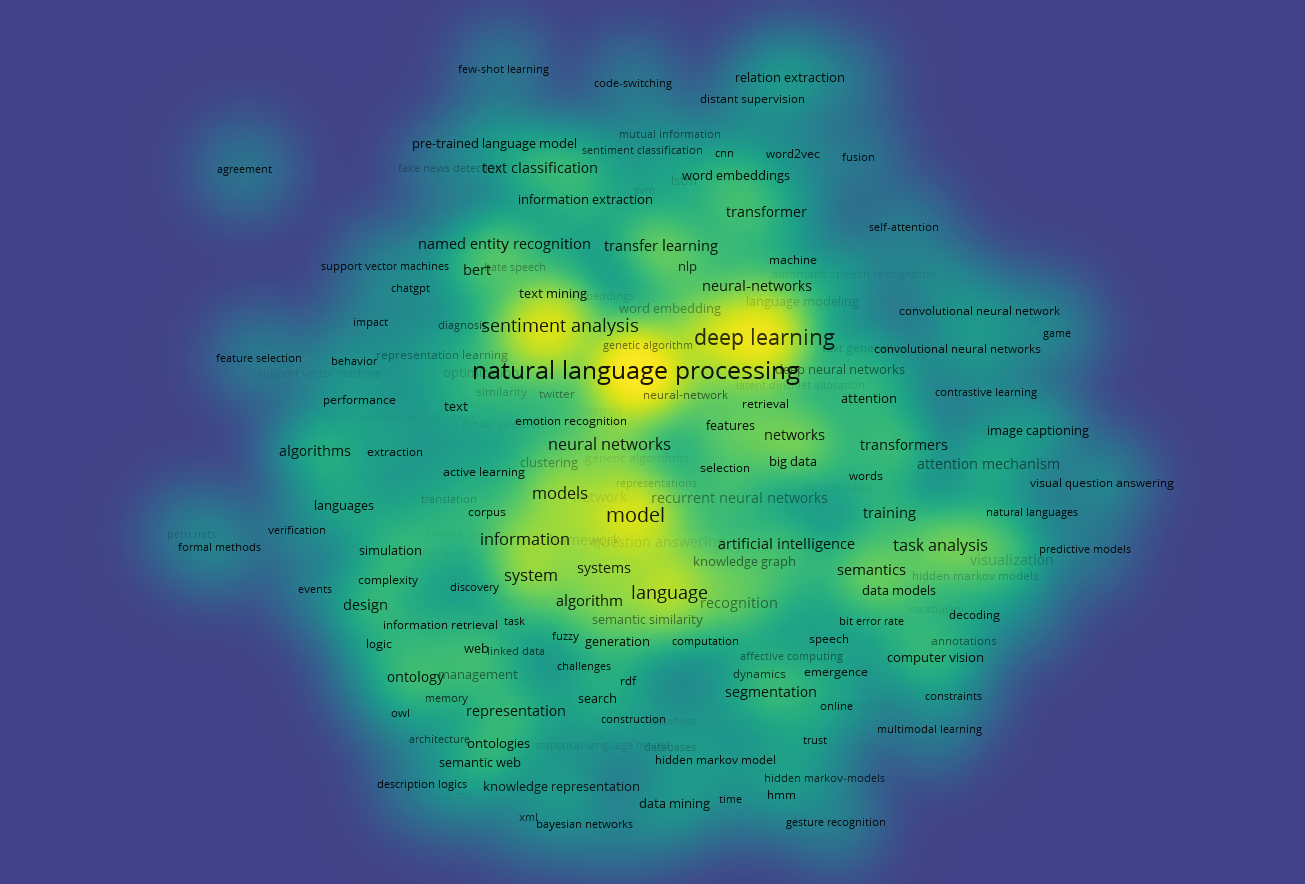 few-shot learning
relation extraction
code-switching
distant supervision
mutual information
pre-trained language model
sentiment classification
cnn
word2vec
fusion
agreement
text classification
word embeddings
lstm
svm
information extraction
transformer
self-attention
named entity recognition
transfer learning
machine
support vector machines
bert
hate speech
nlp
automatic speech recognition
chatgpt
text mining
neural-networks
word embedding
language modeling
convolutional neural network
impact
diagnosis
sentiment analysis
deep learning
game
genetic algorithm
convolutional neural networks
feature selection
behavior
representation learning
support vector machine
natural language processing
deep neural networks
latent dirichlet allocation
similarity
twitter
neural-network
contrastive learning
performance
text
retrieval
attention
emotion recognition
features
networks
image captioning
algorithms
extraction
neural networks
transformers
clustering
genetic algorithms
big data
attention mechanism
active learning
selection
words
visual question answering
representations
models
translation
recurrent neural networks
languages
corpus
model
training
natural languages
petri nets
verification
formal methods
information
question answering
artificial intelligence
task analysis
predictive models
simulation
knowledge graph
visualization
system
systems
semantics
hidden markov models
events
complexity
discovery
language
data models
design
algorithm
recognition
information retrieval
task
semantic similarity
bit error rate
decoding
logic
web
linked data
fuzzy
generation
computation
speech
annotations
affective computing
computer vision
challenges
ontology
management
rdf
dynamics
emergence
segmentation
memory
search
online
constraints
owl
representation
construction
multimodal learning
architecture
ontologies
databases
trust
semantic web
hidden markov model
description logics
knowledge representation
hidden markov-models
data mining
time
hmm
xml
bayesian networks
gesture recognition